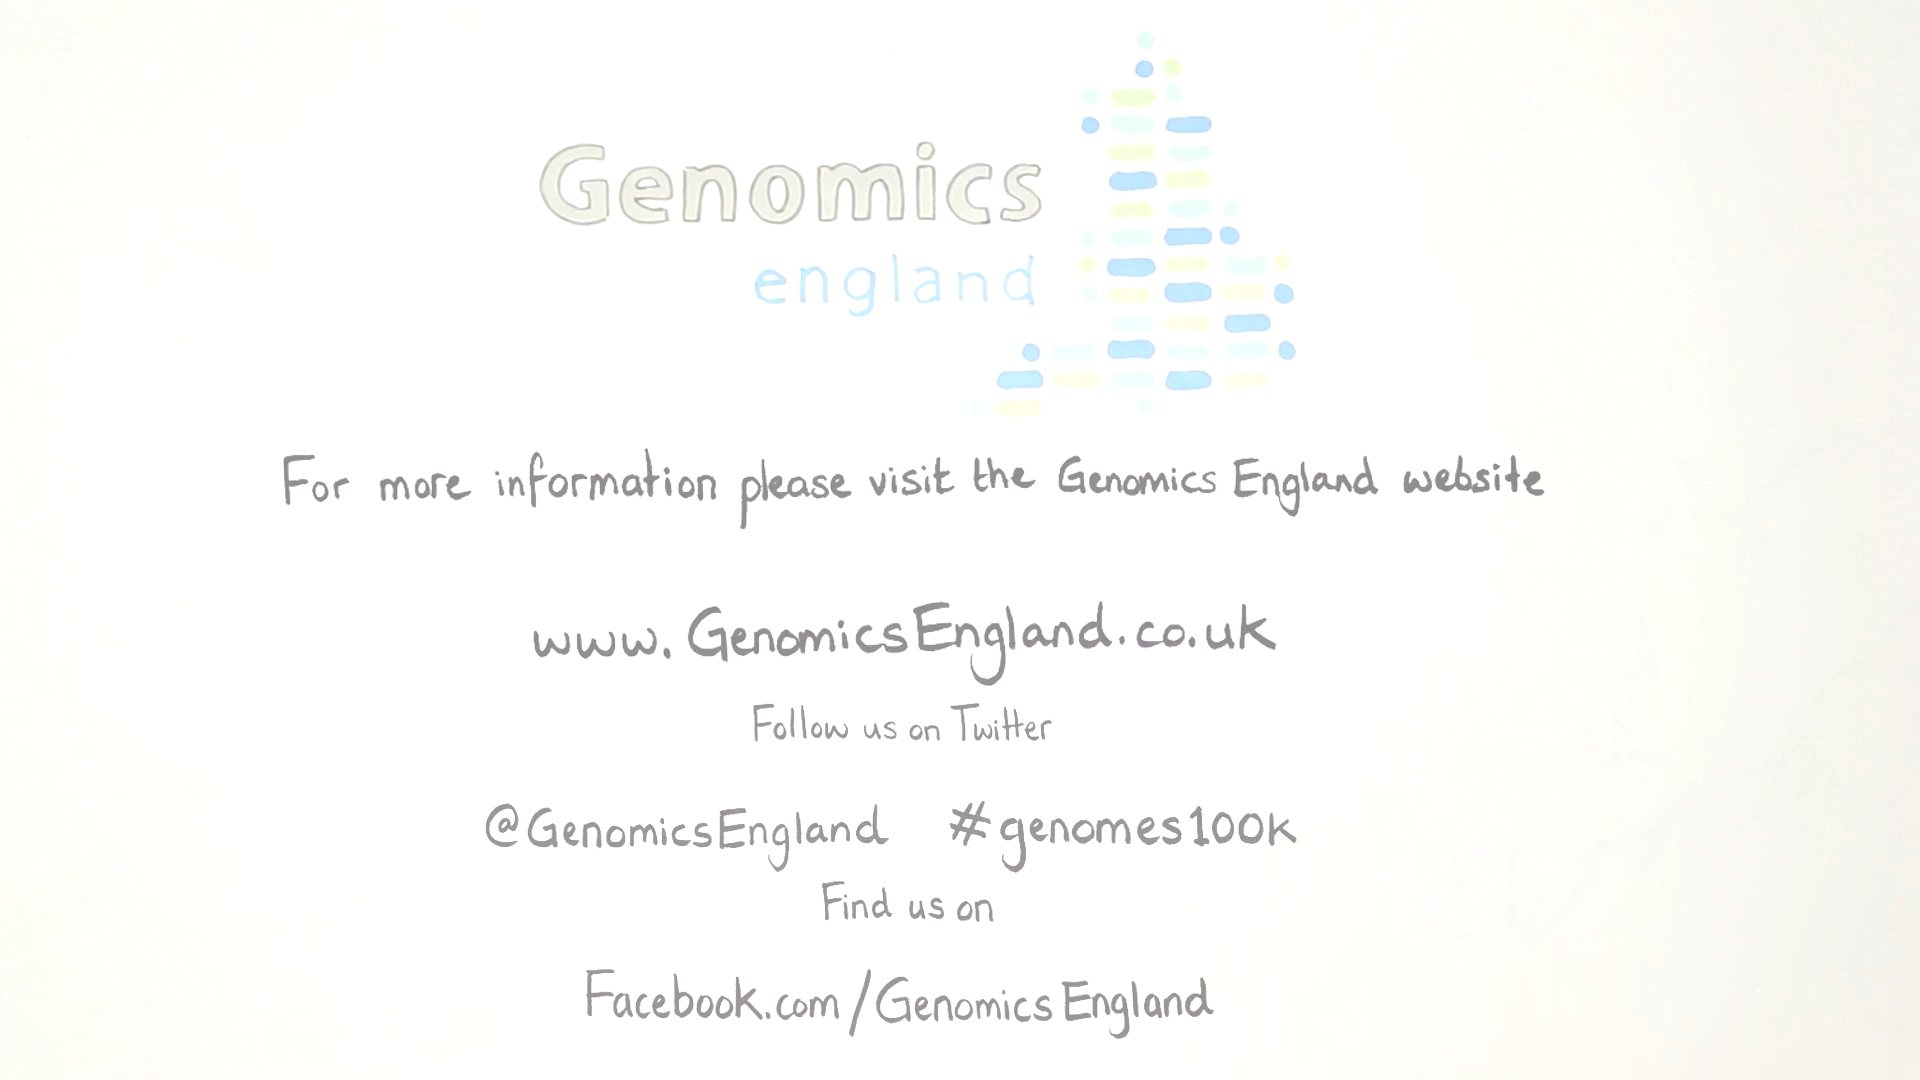 Genomics
england
For more information please visit the Genomics England website
www.GenomicsEngland.co.uk
Follow us on Twitter
@GenomicsEngland #genomes100k
Find us on
Facebook.com/GenomicsEngland